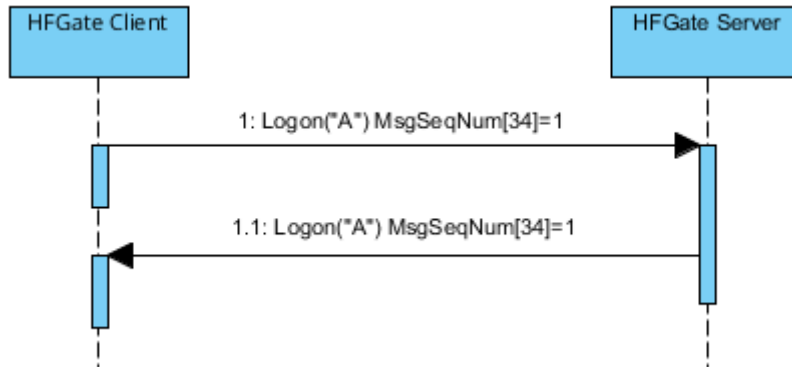 HFGate Client
HFGate Server
1: Logon("A") MsgSeqNum[34]=1
1.1: Logon("A") MsgSeqNum[34]=1